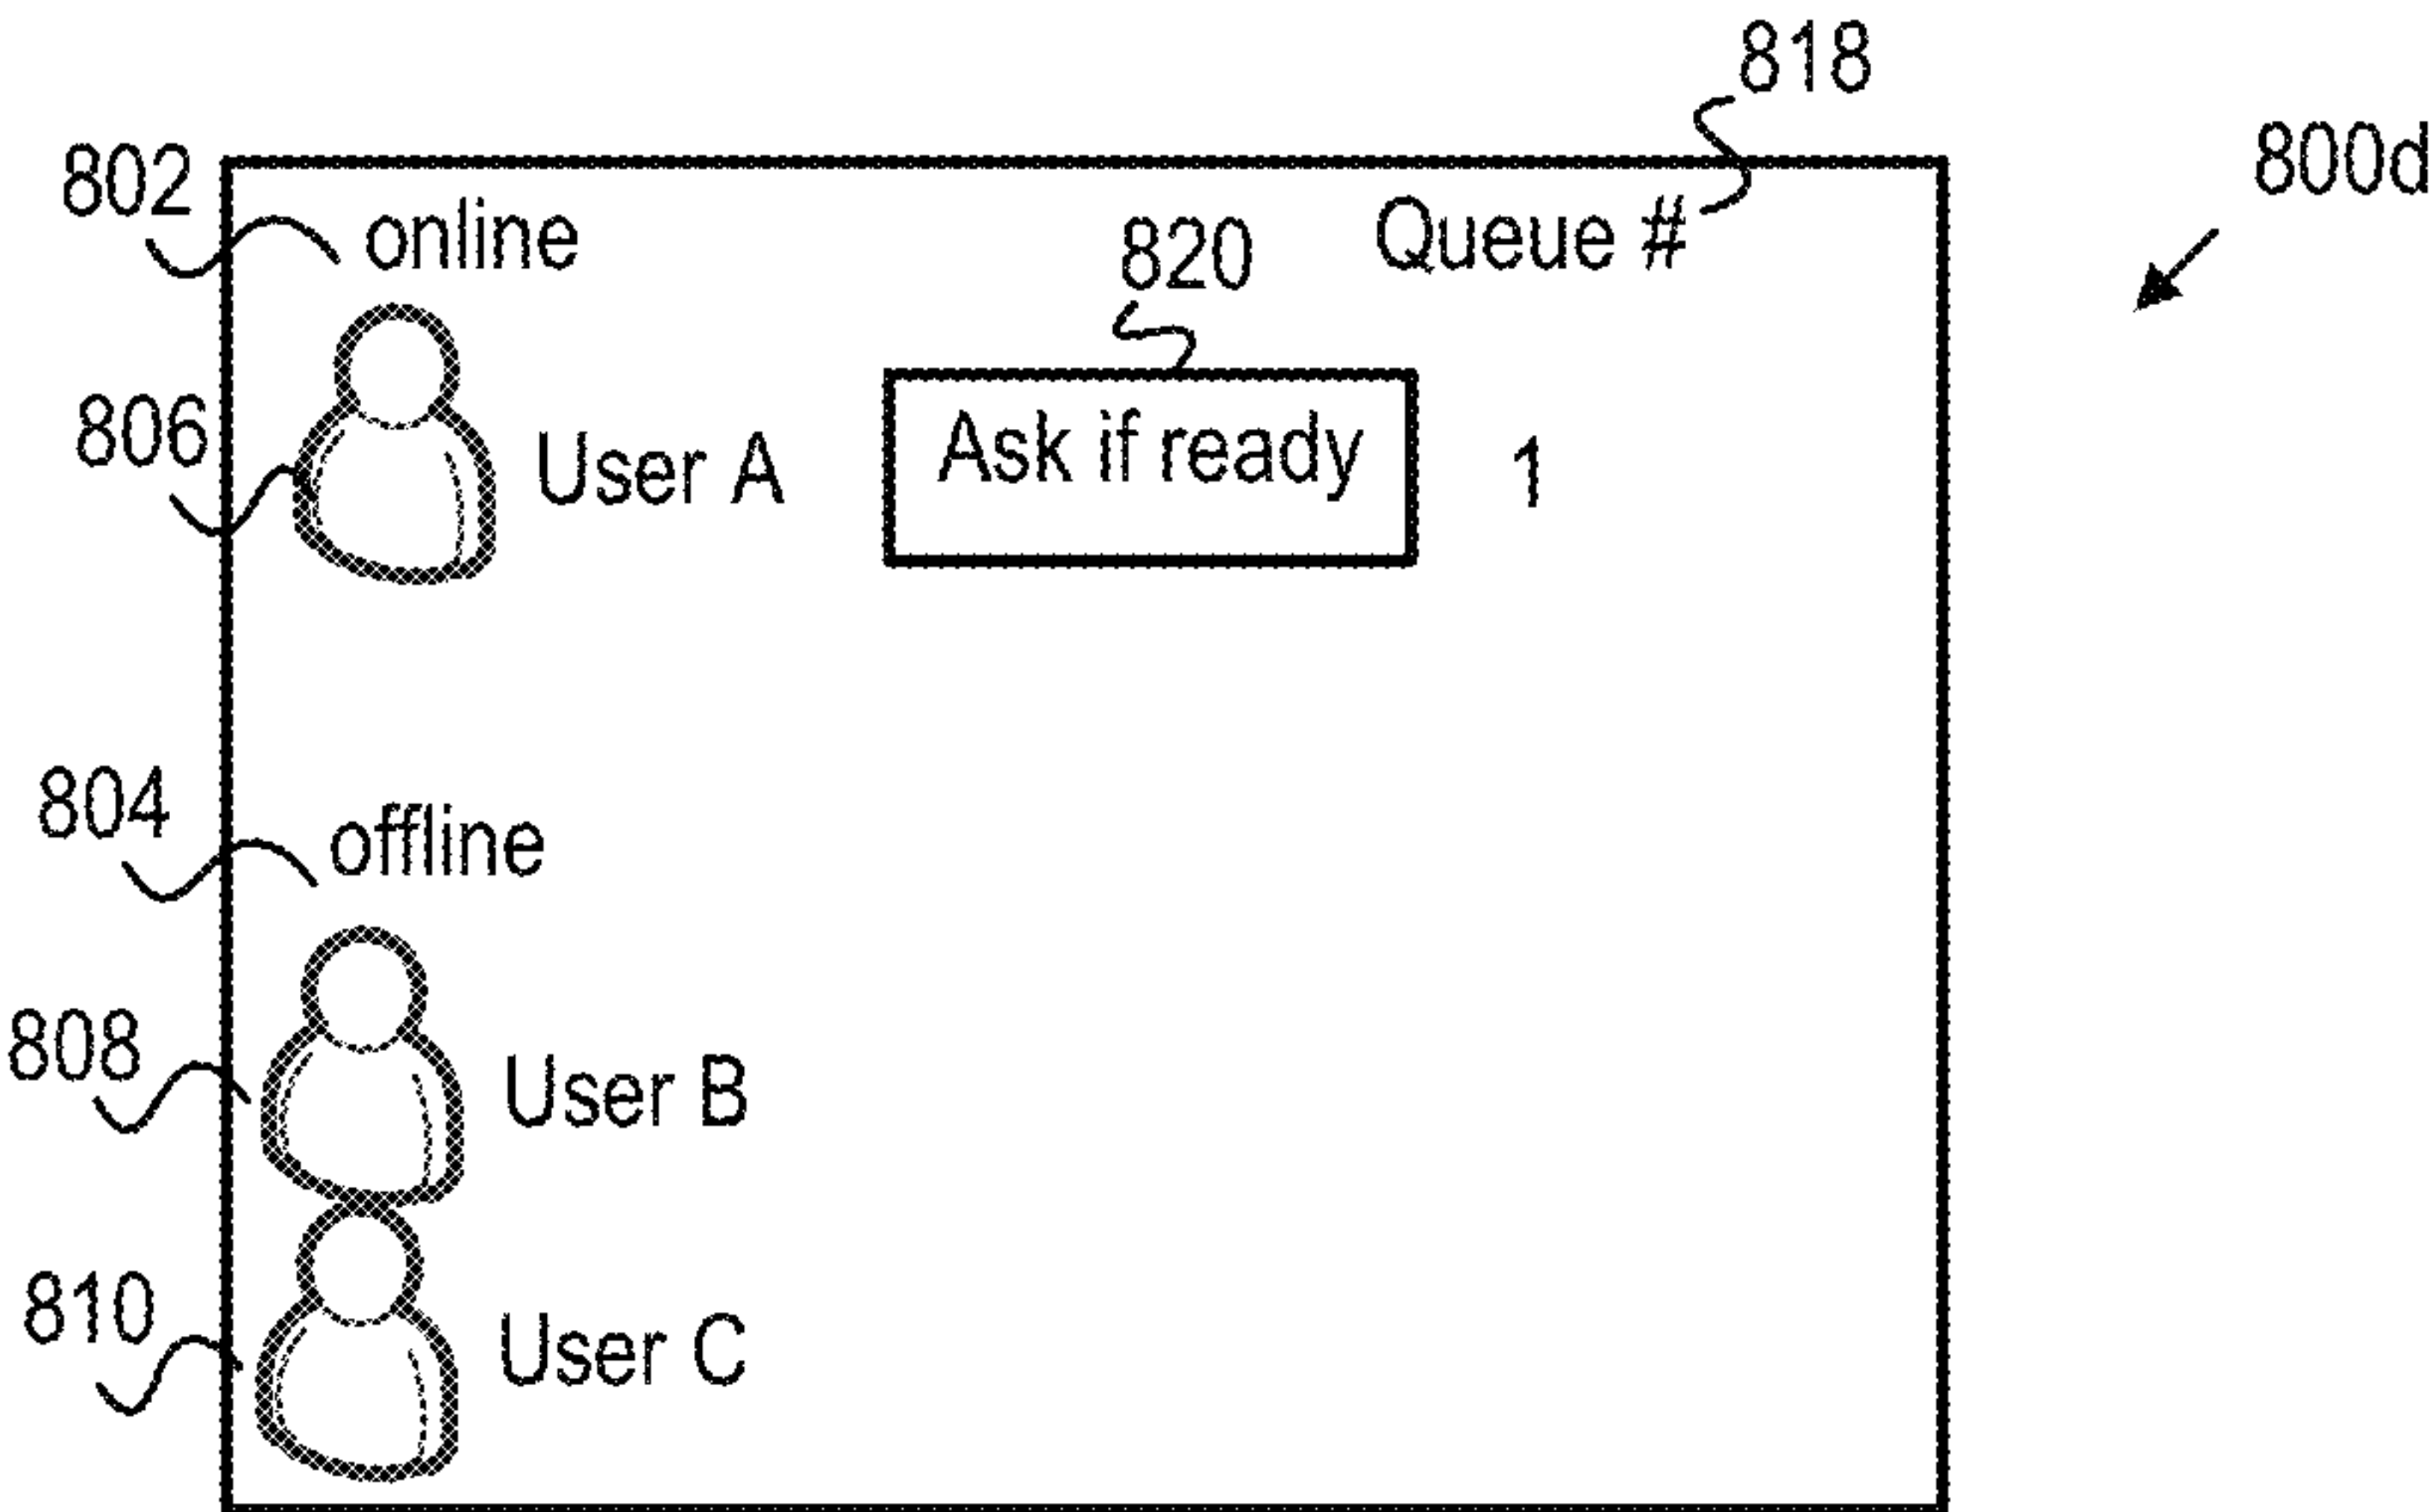 818
802
800d
online
820
Queue #
806
User A
Ask if ready
1
804
offline
808
User B
810
User C